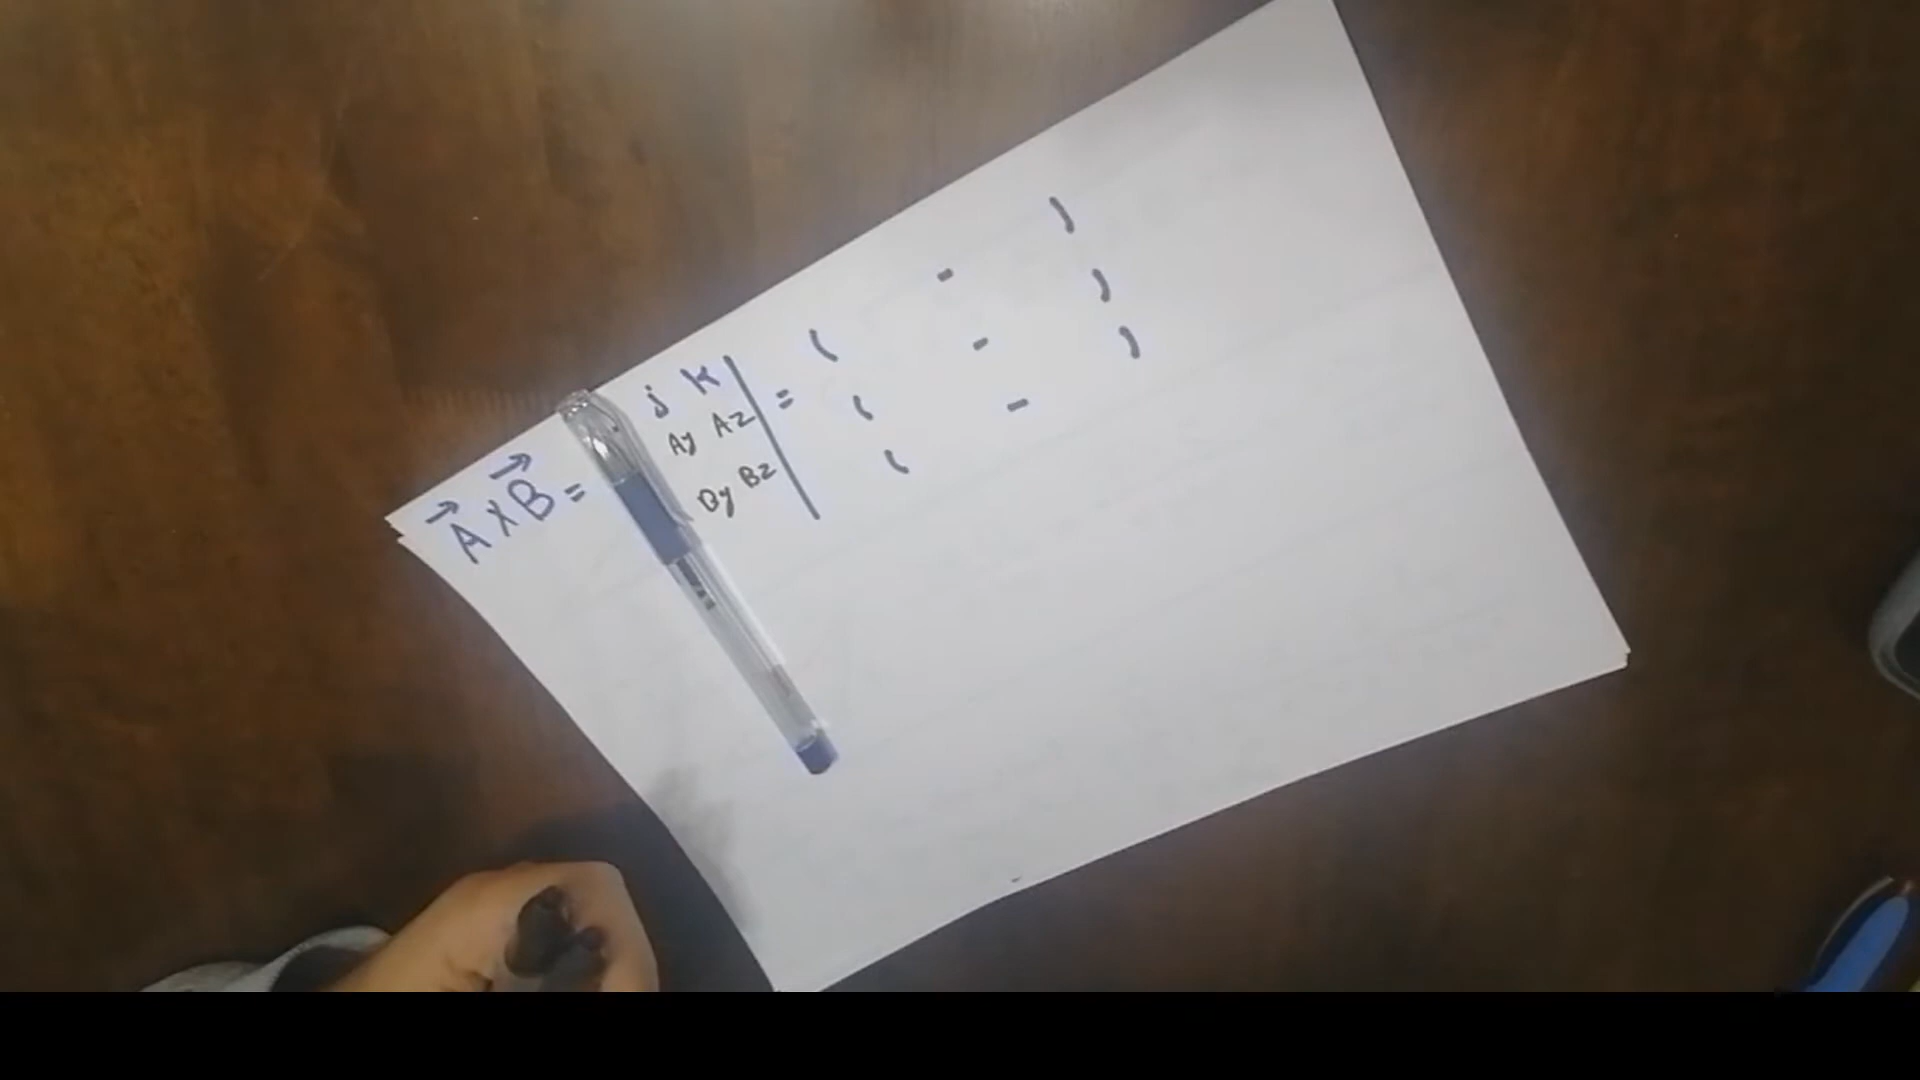 A⃗ X B⃗ = j K | = ( - )
Ay Az | ( - )
By Bz | ( - )